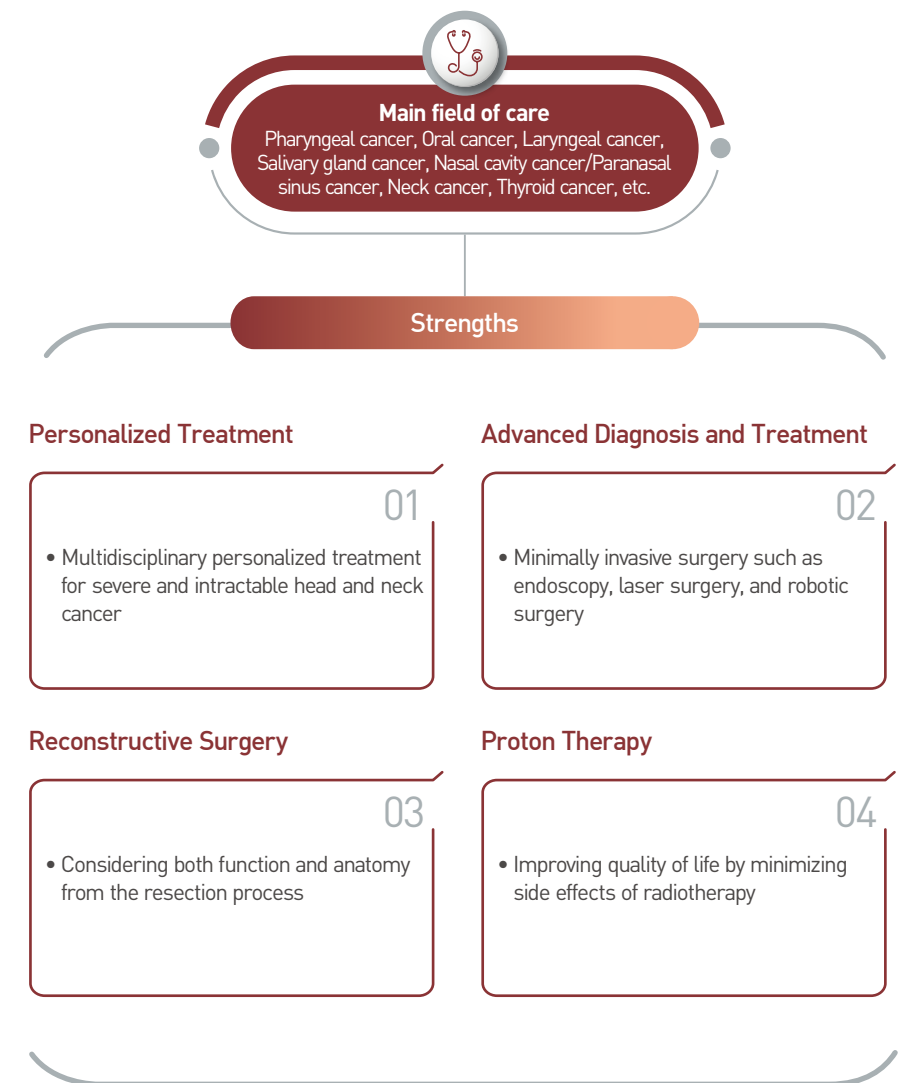 Main field of care
Pharyngeal cancer, Oral cancer, Laryngeal cancer,
Salivary gland cancer, Nasal cavity cancer/Paranasal
sinus cancer, Neck cancer, Thyroid cancer, etc.
Strengths
Personalized Treatment
01
• Multidisciplinary personalized treatment
for severe and intractable head and neck
cancer
Advanced Diagnosis and Treatment
02
• Minimally invasive surgery such as
endoscopy, laser surgery, and robotic
surgery
Reconstructive Surgery
03
• Considering both function and anatomy
from the resection process
Proton Therapy
04
• Improving quality of life by minimizing
side effects of radiotherapy